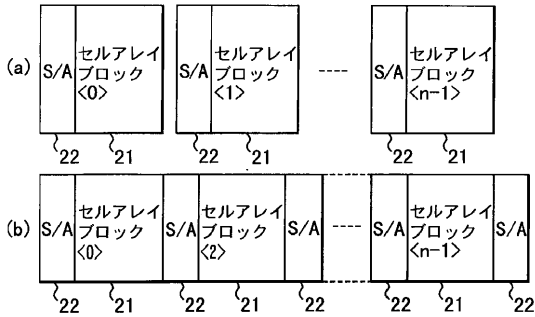 (a)
S/A セルアレイブロック<0>
S/A セルアレイブロック<1>
S/A セルアレイブロック<n-1>
22 21 22 21 22 21
(b)
S/A セルアレイブロック<0>
S/A セルアレイブロック<2>
S/A
S/A セルアレイブロック<n-1>
S/A
22 21 22 21 22 22 21 22